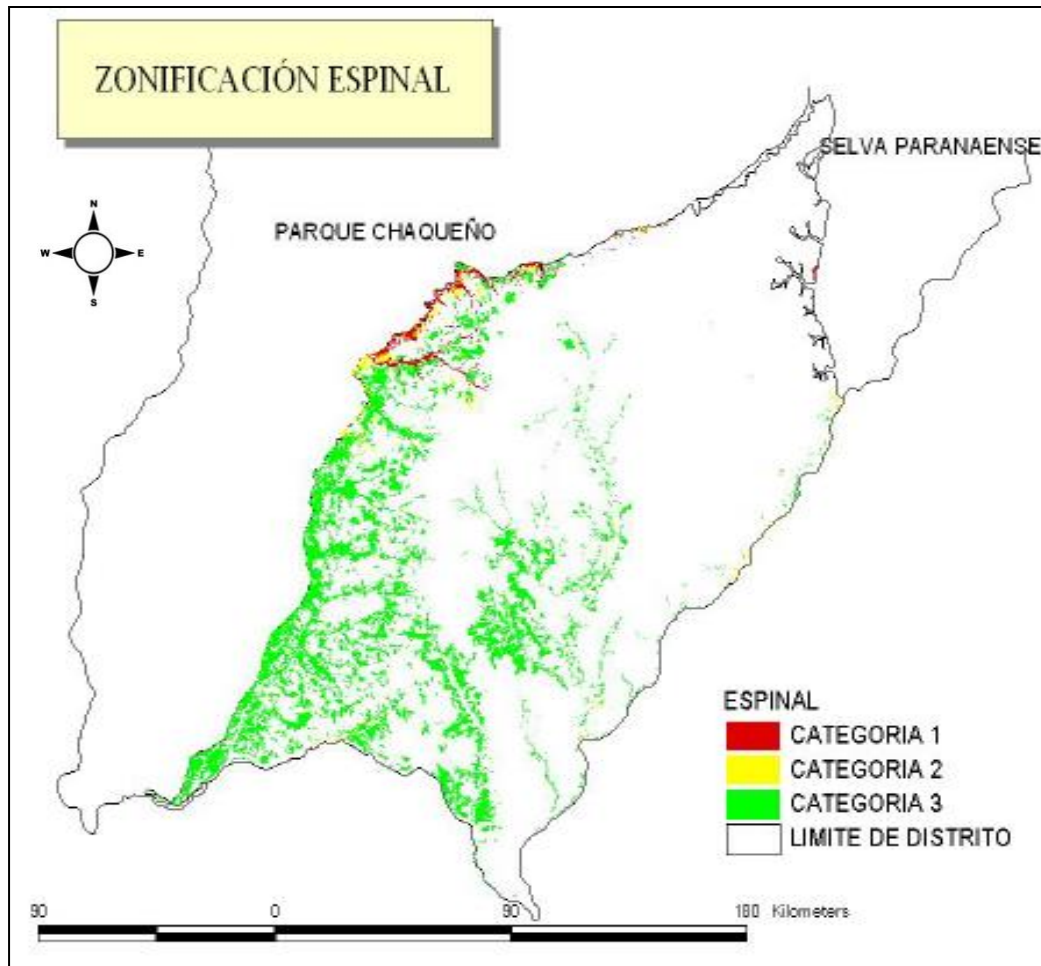 ZONIFICACIÓN ESPINAL
SELVA PARANAENSE
PARQUE CHAQUEÑO
N
W E
S
ESPINAL
CATEGORIA 1
CATEGORIA 2
CATEGORIA 3
LIMITE DE DISTRITO
90 0 90 180 Kilometers